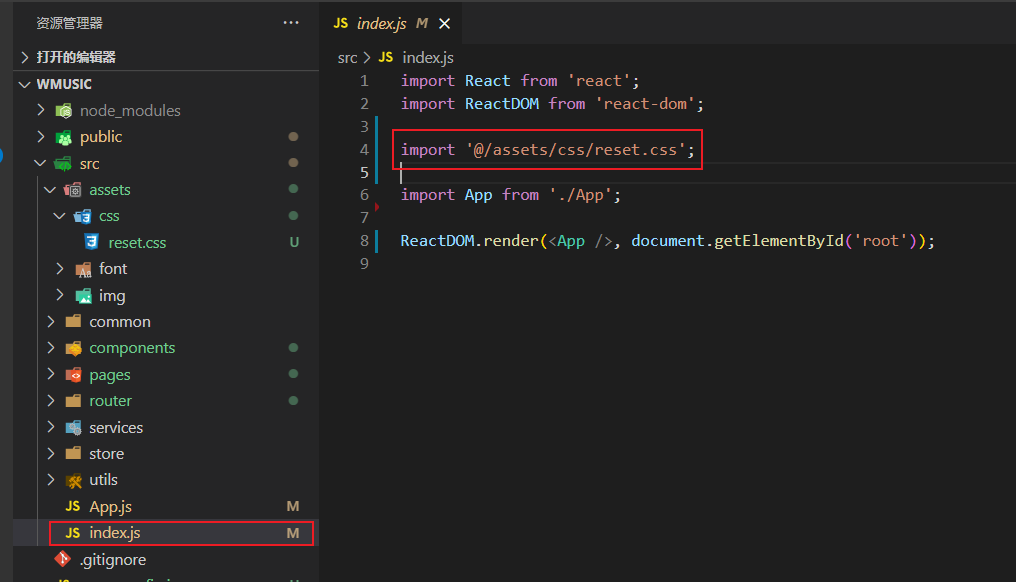 资源管理器 ...
打开的编辑器
WMUSIC
node_modules
public
src
assets
css
reset.css U
font
img
common
components
pages
router
services
store
utils
JS App.js M
JS index.js M
.gitignore
JS index.js M
src > JS index.js
1 import React from 'react';
2 import ReactDOM from 'react-dom';
3
4 import '@/assets/css/reset.css';
5
6 import App from './App';
7
8 ReactDOM.render(<App />, document.getElementById('root'));
9